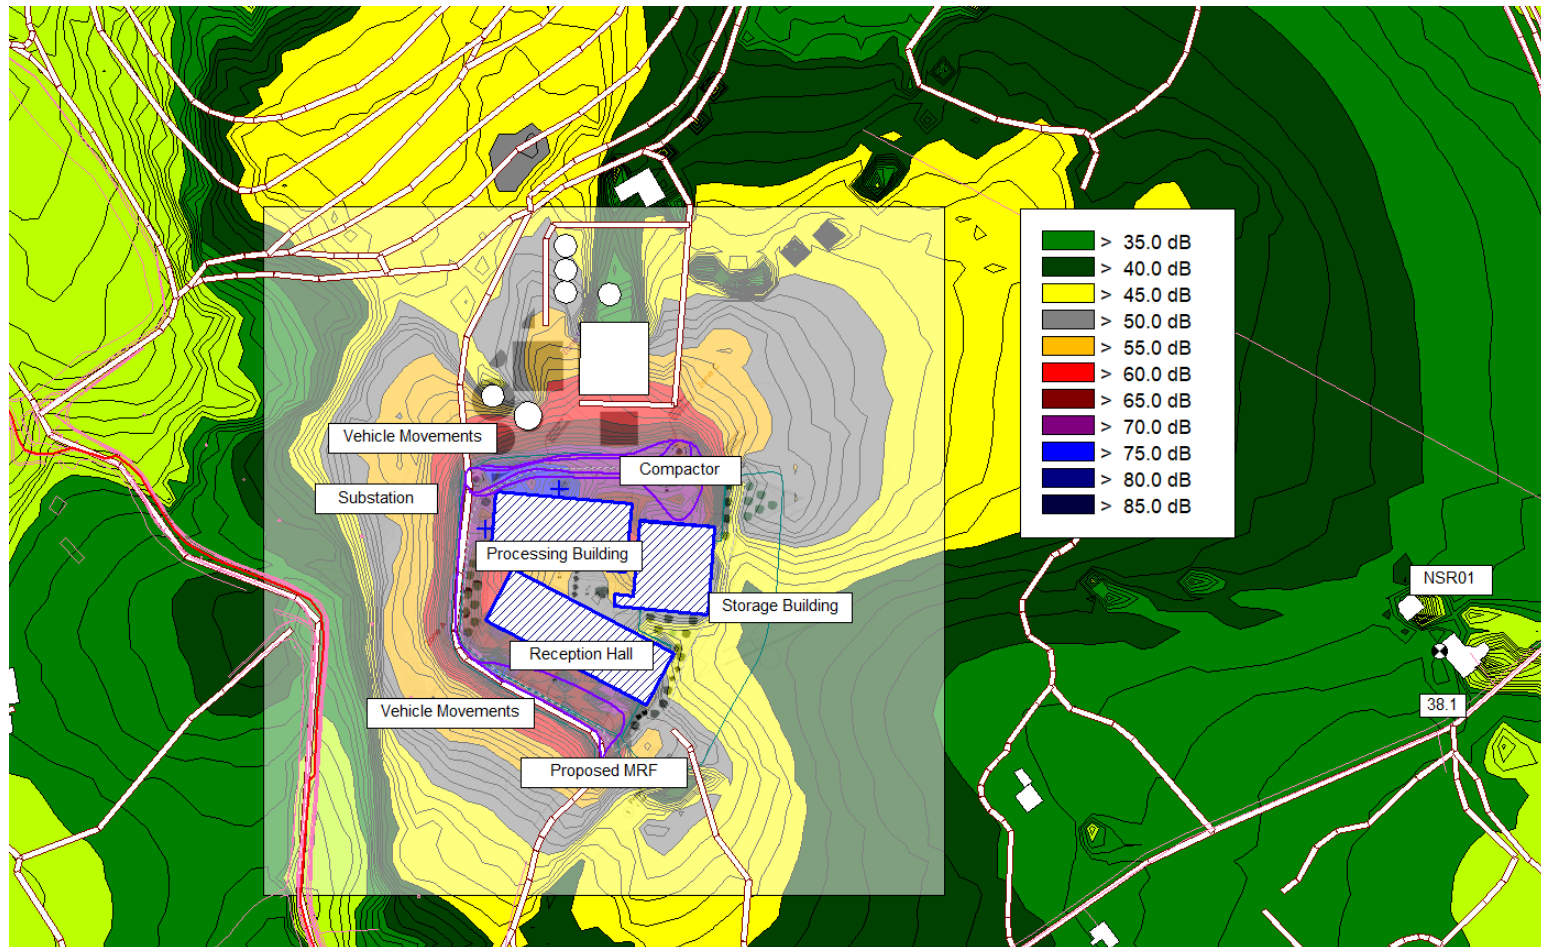 > 35.0 dB
> 40.0 dB
> 45.0 dB
> 50.0 dB
> 55.0 dB
> 60.0 dB
> 65.0 dB
> 70.0 dB
> 75.0 dB
> 80.0 dB
> 85.0 dB
Vehicle Movements
Compactor
Substation
Processing Building
NSR01
Storage Building
Reception Hall
38.1
Vehicle Movements
Proposed MRF